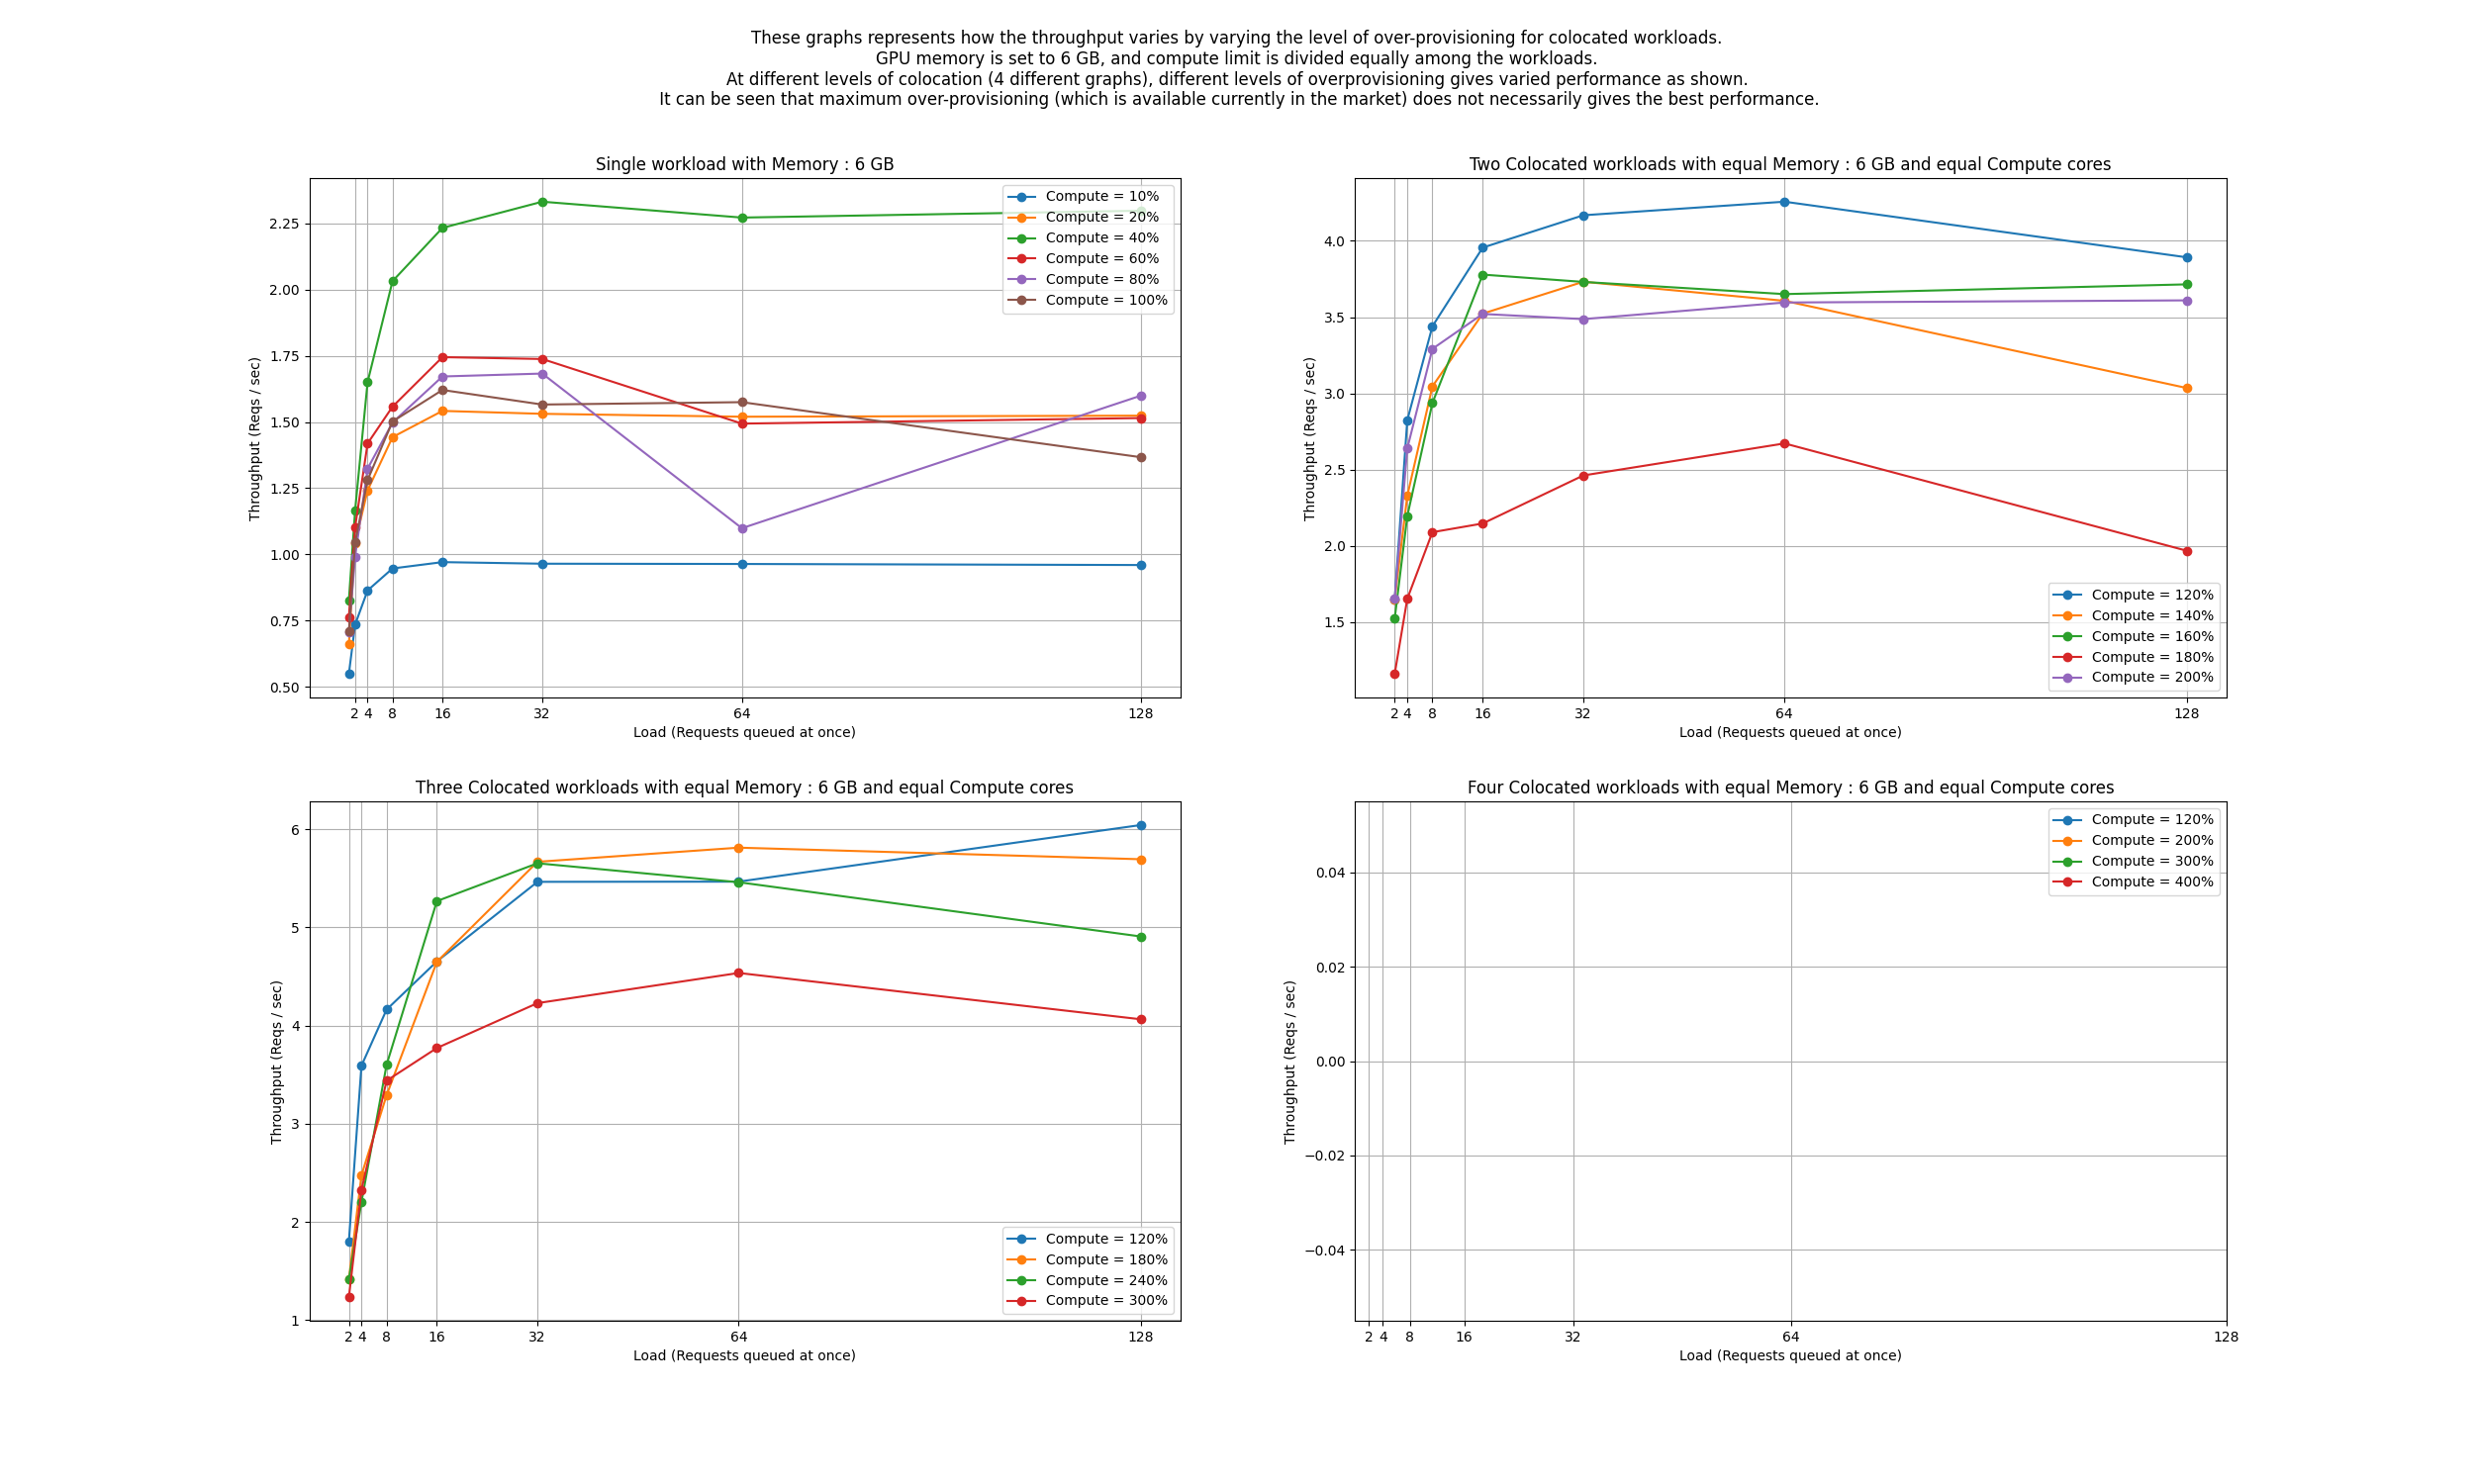 These graphs represents how the throughput varies by varying the level of over-provisioning for colocated workloads.
GPU memory is set to 6 GB, and compute limit is divided equally among the workloads.
At different levels of colocation (4 different graphs), different levels of overprovisioning gives varied performance as shown.
It can be seen that maximum over-provisioning (which is available currently in the market) does not necessarily gives the best performance.
Single workload with Memory : 6 GB
Throughput (Reqs / sec)
2.25
2.00
1.75
1.50
1.25
1.00
0.75
0.50
Compute = 10%
Compute = 20%
Compute = 40%
Compute = 60%
Compute = 80%
Compute = 100%
2 4 8 16 32 64 128
Load (Requests queued at once)
Two Colocated workloads with equal Memory : 6 GB and equal Compute cores
Throughput (Reqs / sec)
4.0
3.5
3.0
2.5
2.0
1.5
Compute = 120%
Compute = 140%
Compute = 160%
Compute = 180%
Compute = 200%
2 4 8 16 32 64 128
Load (Requests queued at once)
Three Colocated workloads with equal Memory : 6 GB and equal Compute cores
Throughput (Reqs / sec)
6
5
4
3
2
1
Compute = 120%
Compute = 180%
Compute = 240%
Compute = 300%
2 4 8 16 32 64 128
Load (Requests queued at once)
Four Colocated workloads with equal Memory : 6 GB and equal Compute cores
Throughput (Reqs / sec)
0.04
0.02
0.00
−0.02
−0.04
Compute = 120%
Compute = 200%
Compute = 300%
Compute = 400%
2 4 8 16 32 64 128
Load (Requests queued at once)